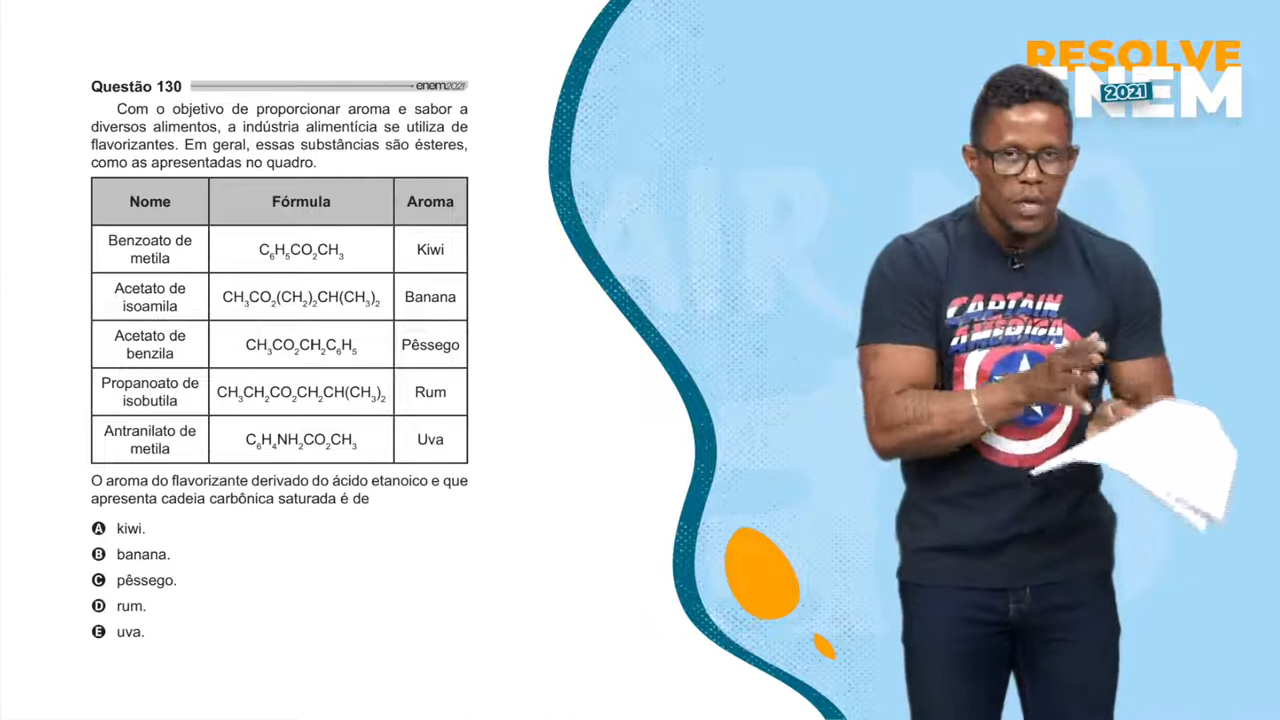 Questão 130
enem2021
Com o objetivo de proporcionar aroma e sabor a
diversos alimentos, a indústria alimentícia se utiliza de
flavorizantes. Em geral, essas substâncias são ésteres,
como as apresentadas no quadro.
Nome Fórmula Aroma
Benzoato de
metila
C₆H₅CO₂CH₃
Kiwi
Acetato de
isoamila
CH₃CO₂(CH₂)₂CH(CH₃)₂
Banana
Acetato de
benzila
CH₃CO₂CH₂C₆H₅
Pêssego
Propanoato de
isobutila
CH₃CH₂CO₂CH₂CH(CH₃)₂
Rum
Antranilato de
metila
C₆H₄NH₂CO₂CH₃
Uva
O aroma do flavorizante derivado do ácido etanoico e que
apresenta cadeia carbônica saturada é de
A kiwi.
B banana.
C pêssego.
D rum.
E uva.
RESOLVE
ENEM
2021
CAPTAIN
AMERICA